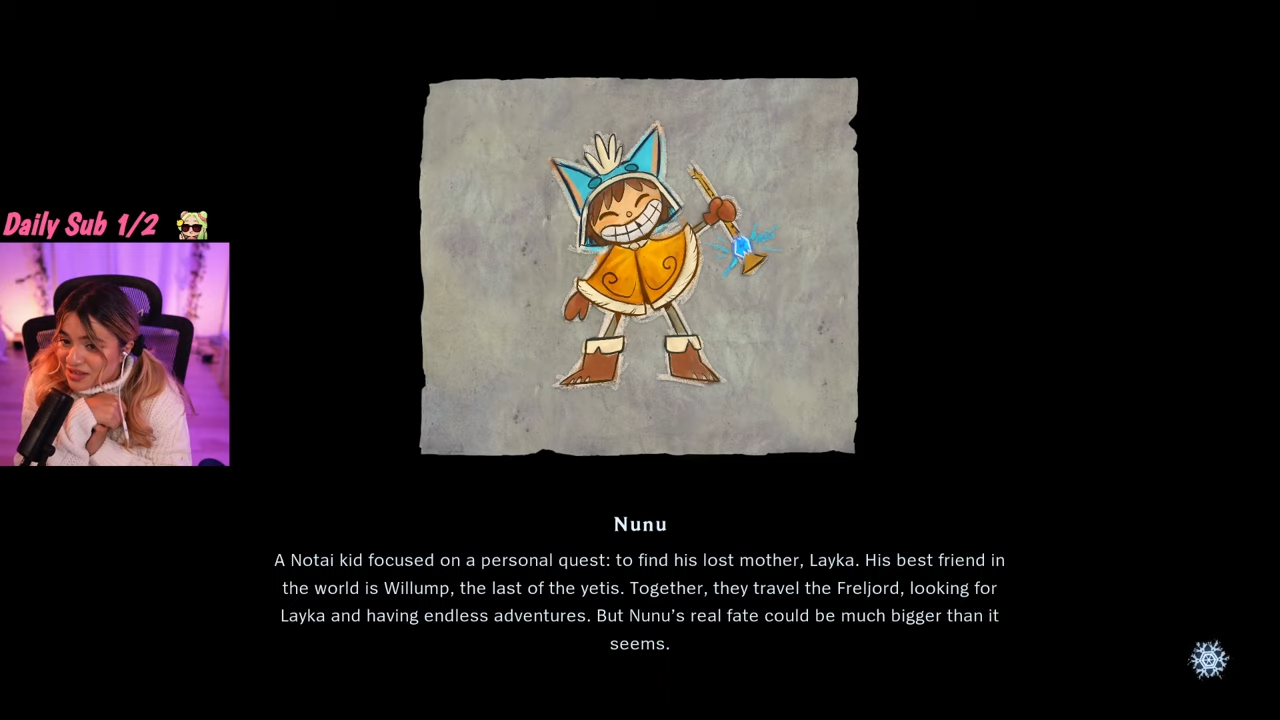 Daily Sub 1/2
Nunu
A Notai kid focused on a personal quest: to find his lost mother, Layka. His best friend in
the world is Willump, the last of the yetis. Together, they travel the Freljord, looking for
Layka and having endless adventures. But Nunu’s real fate could be much bigger than it
seems.